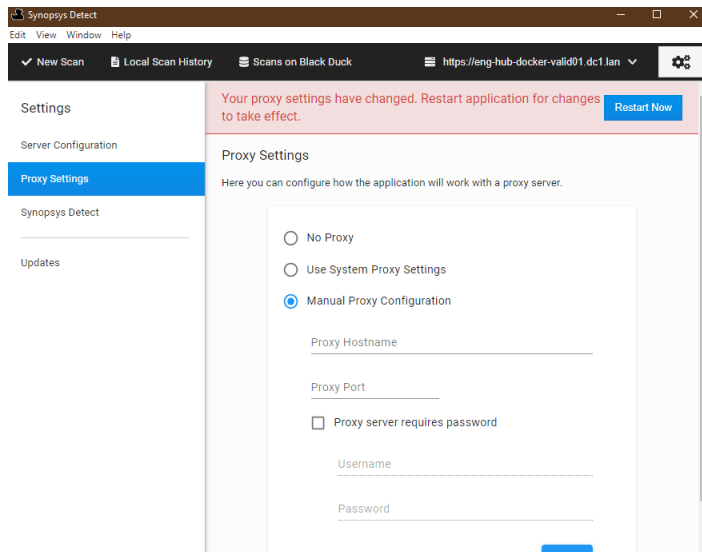 Synopsys Detect
Edit View Window Help
New Scan Local Scan History Scans on Black Duck https://eng-hub-docker-valid01.dc1.lan
Settings
Server Configuration
Proxy Settings
Synopsys Detect
Updates
Your proxy settings have changed. Restart application for changes
to take effect.
Restart Now
Proxy Settings
Here you can configure how the application will work with a proxy server.
No Proxy
Use System Proxy Settings
Manual Proxy Configuration
Proxy Hostname
Proxy Port
Proxy server requires password
Username
Password